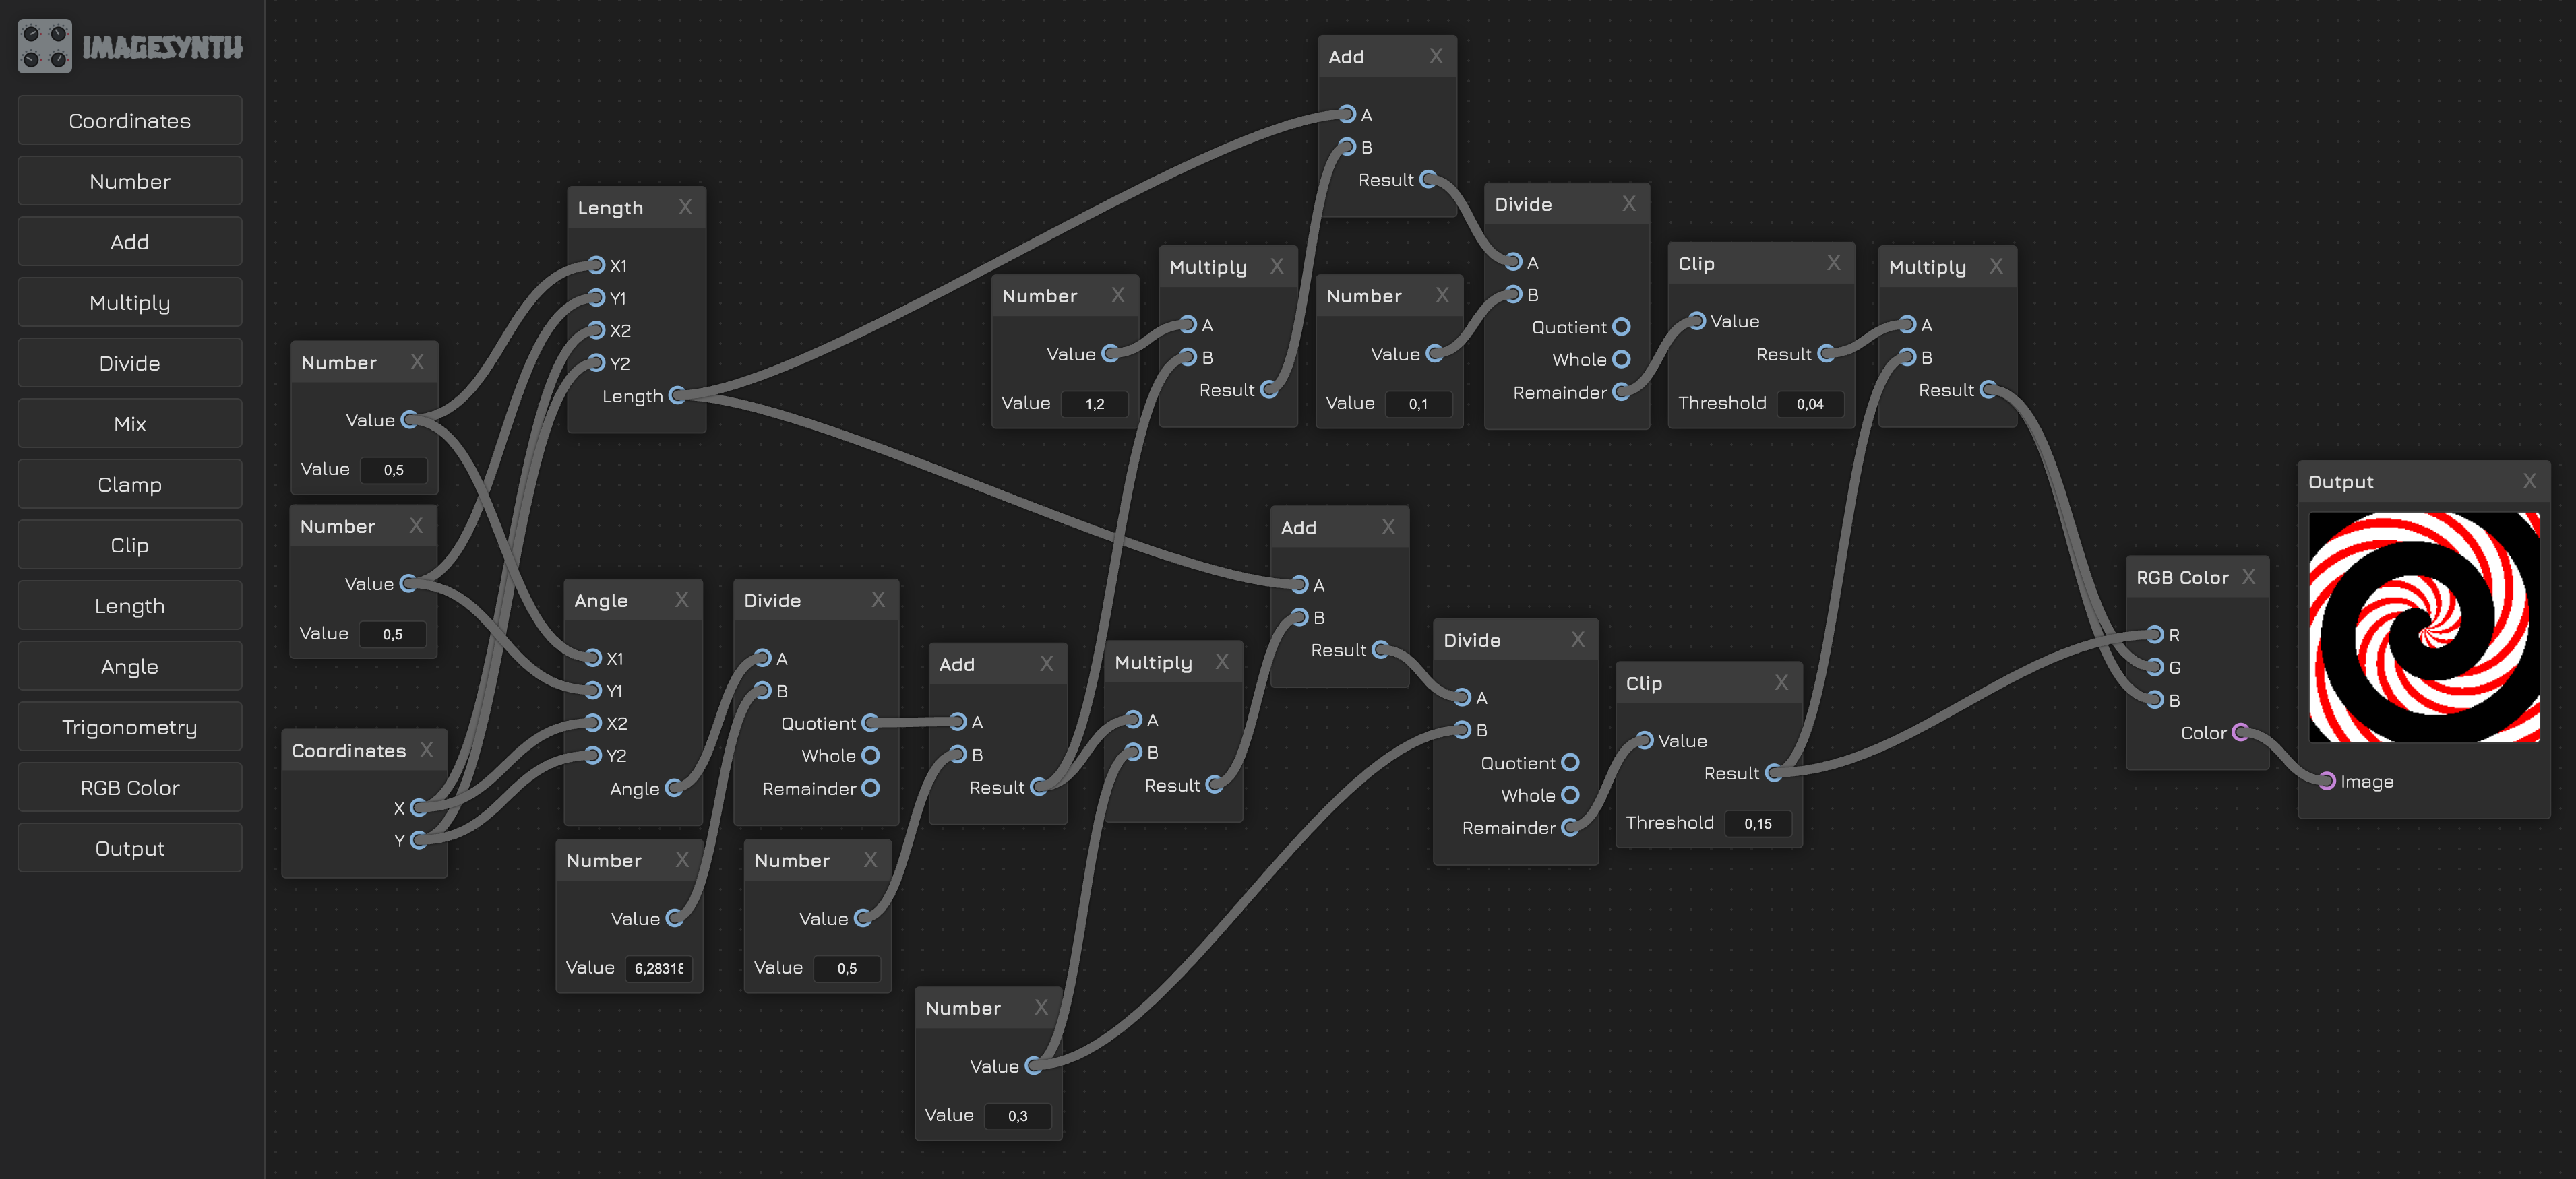 IMAGESYNTH
Coordinates
Number
Add
Multiply
Divide
Mix
Clamp
Clip
Length
Angle
Trigonometry
RGB Color
Output
Number X
Value
Value 0,5
Number X
Value
Value 0,5
Coordinates X
X
Y
Length X
X1
Y1
X2
Y2
Length
Angle X
X1
Y1
X2
Y2
Angle
Number X
Value
Value 6,28318
Divide X
A
B
Quotient
Whole
Remainder
Number X
Value
Value 0,5
Add X
A
B
Result
Number X
Value
Value 0,3
Number X
Value
Value 1,2
Multiply X
A
B
Result
Multiply X
A
B
Result
Add X
A
B
Result
Number X
Value
Value 0,1
Add X
A
B
Result
Divide X
A
B
Quotient
Whole
Remainder
Divide X
A
B
Quotient
Whole
Remainder
Clip X
Value
Result
Threshold 0,04
Clip X
Value
Result
Threshold 0,15
Multiply X
A
B
Result
RGB Color X
R
G
B
Color
Output X
Image